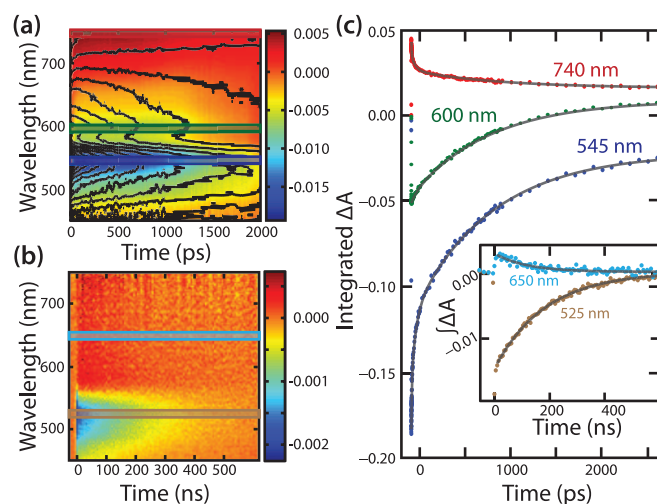 (a)
Wavelength (nm)
700
600
500
0
500
1000
1500
2000
Time (ps)
0.005
0.000
-0.005
-0.010
-0.015
(b)
Wavelength (nm)
700
600
500
0
100
200
300
400
500
Time (ns)
0.000
-0.001
-0.002
(c)
Integrated ΔA
0.05
0.00
−0.05
−0.10
−0.15
−0.20
740 nm
600 nm
545 nm
0
1000
2000
Time (ps)
∫ΔA
0.00
−0.01
650 nm
525 nm
0
200
400
Time (ns)